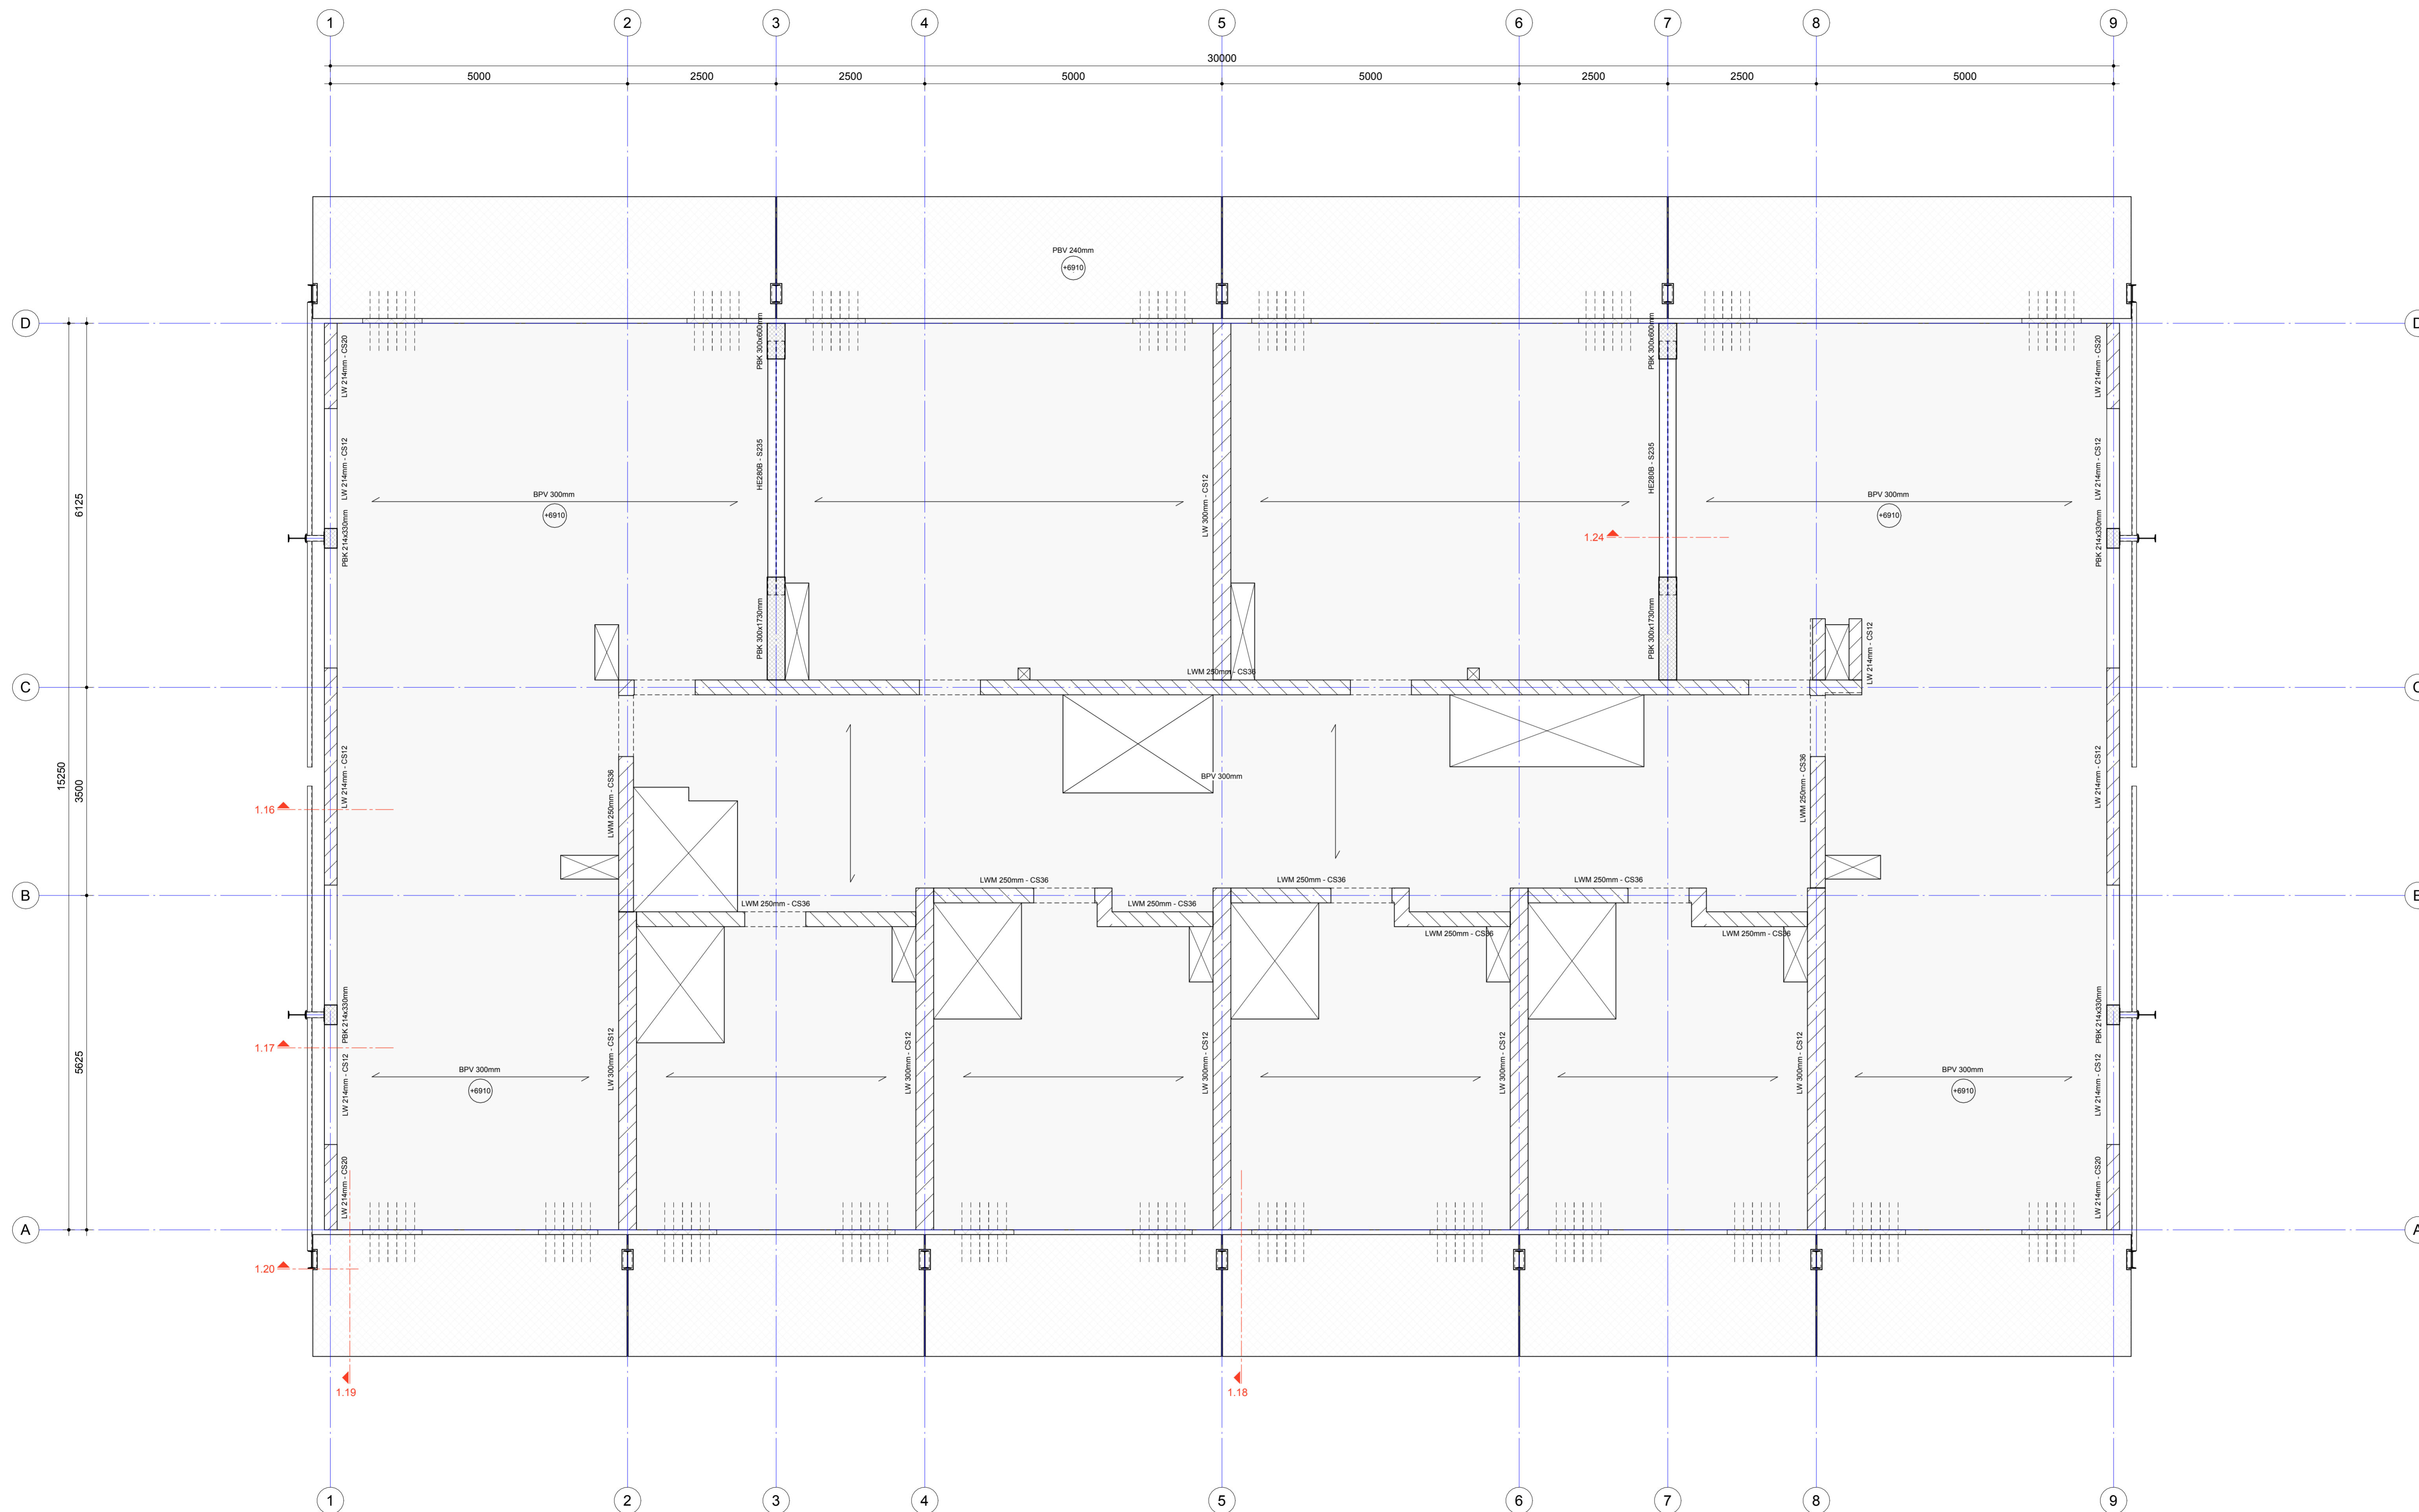 1 2 3 4 5 6 7 8 9
30000
5000 2500 2500 5000 5000 2500 2500 5000
PBV 240mm
+6910
D D
LW 214mm - CS20
PBK 300x600mm
PBK 300x600mm
LW 214mm - CS20
LW 214mm - CS12
HE280B - S235
LW 300mm - CS12
HE280B - S235
LW 214mm - CS12
6125
BPV 300mm
+6910
BPV 300mm
+6910
1.24
PBK 214x330mm
PBK 214x330mm
PBK 300x1730mm
PBK 300x1730mm
LW 214mm - CS12
LWM 250mm - CS36
C C
15250
3500
LW 214mm - CS12
LWM 250mm - CS36
BPV 300mm
LWM 250mm - CS36
LW 214mm - CS12
1.16
LWM 250mm - CS36
LWM 250mm - CS36
LWM 250mm - CS36
B B
LWM 250mm - CS36
LWM 250mm - CS36
LWM 250mm - CS36
LWM 250mm - CS36
PBK 214x330mm
PBK 214x330mm
1.17
5625
LW 214mm - CS12
LW 300mm - CS12
LW 300mm - CS12
LW 300mm - CS12
LW 300mm - CS12
LW 300mm - CS12
LW 214mm - CS12
BPV 300mm
+6910
BPV 300mm
+6910
LW 214mm - CS20
LW 214mm - CS20
A A
1.20
1.19
1.18
1 2 3 4 5 6 7 8 9